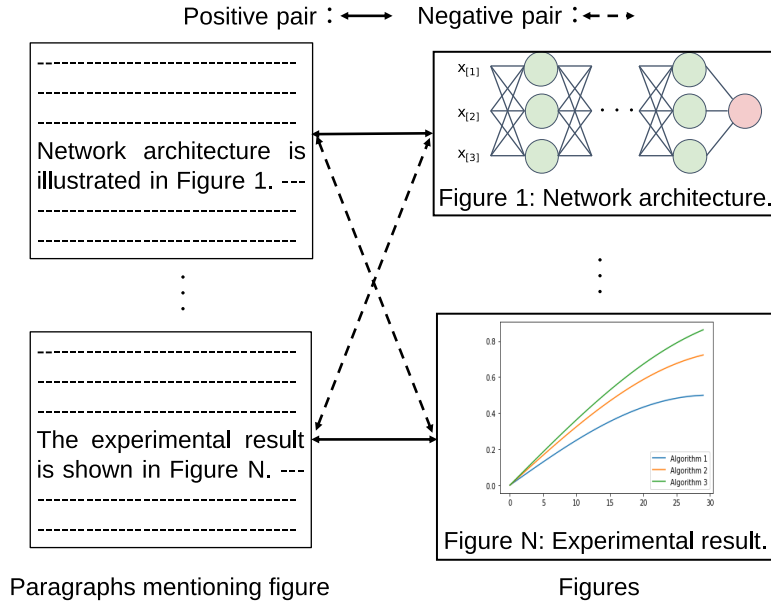 Positive pair :
Negative pair :
Network architecture is
illustrated in Figure 1. ---
x[1]
x[2]
x[3]
. . .
Figure 1: Network architecture.
The experimental result
is shown in Figure N. ---
0.8
0.6
0.4
0.2
0.0
0 5 10 15 20 25 30
Algorithm 1
Algorithm 2
Algorithm 3
Figure N: Experimental result.
Paragraphs mentioning figure
Figures